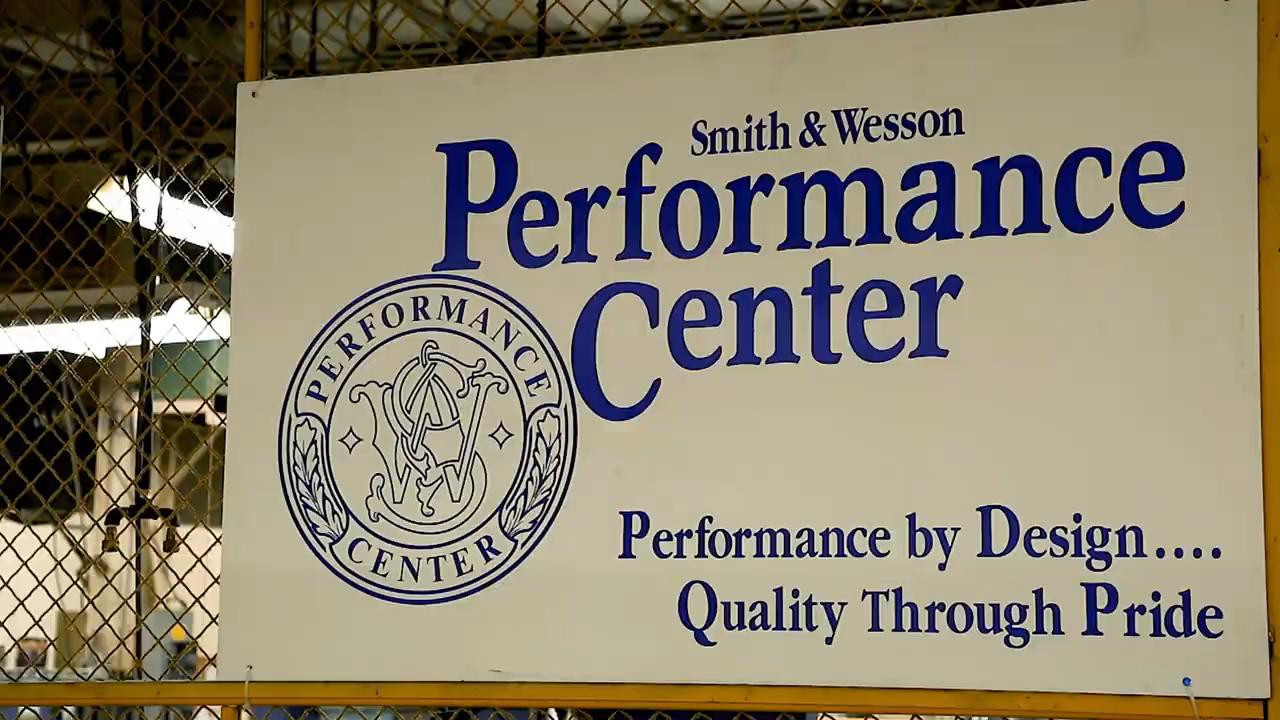 Smith & Wesson
Performance
Center
PERFORMANCE
CENTER
Performance by Design....
Quality Through Pride